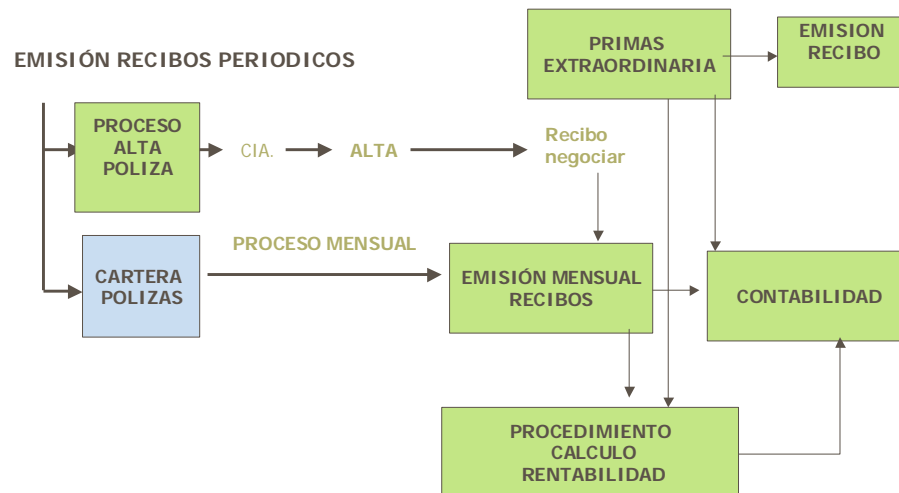 EMISIÓN RECIBOS PERIODICOS
PRIMAS
EXTRAORDINARIA
EMISION
RECIBO
PROCESO
ALTA
POLIZA
CIA.
ALTA
Recibo
negociar
CARTERA
POLIZAS
PROCESO MENSUAL
EMISIÓN MENSUAL
RECIBOS
CONTABILIDAD
PROCEDIMIENTO
CALCULO
RENTABILIDAD